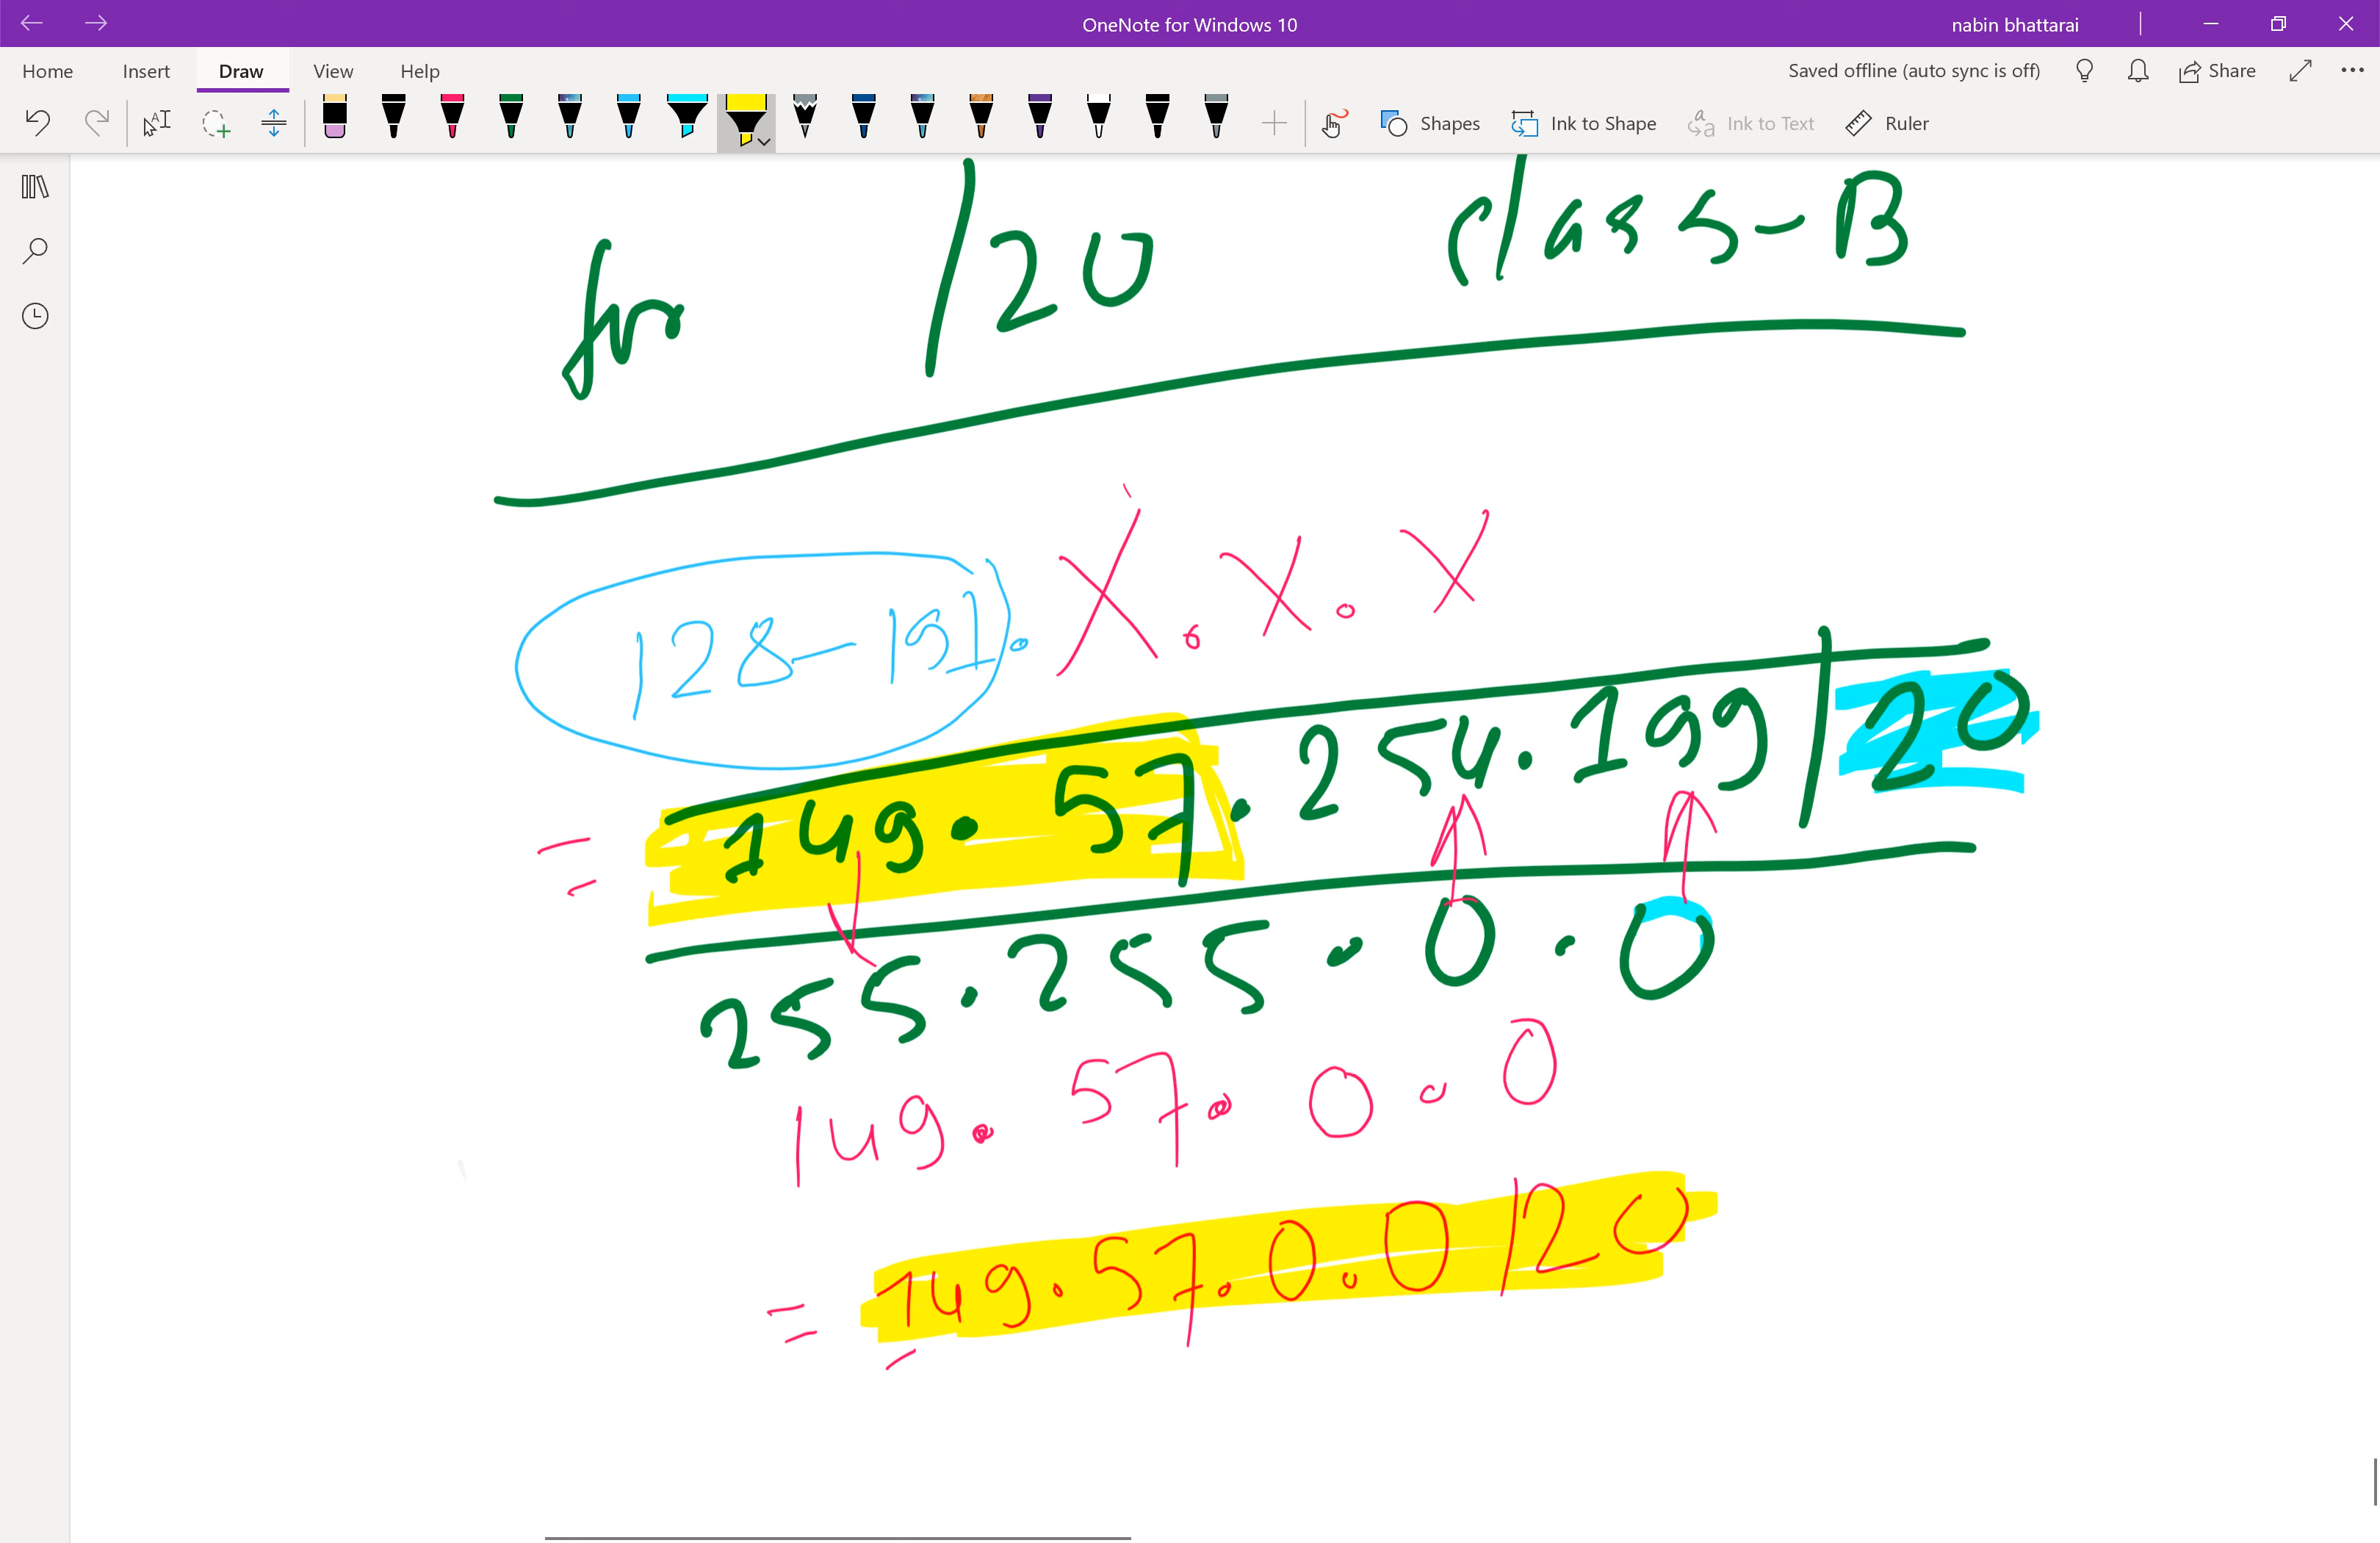 OneNote for Windows 10
nabin bhattarai
Home Insert Draw View Help
Saved offline (auto sync is off) Share
Shapes Ink to Shape Ink to Text Ruler
for /20 class-B
(128-191). X. X. X
= 149. 57. 254. 199/20
255. 255. 0. 0
149. 57. 0. 0
= 149. 57. 0. 0 /20